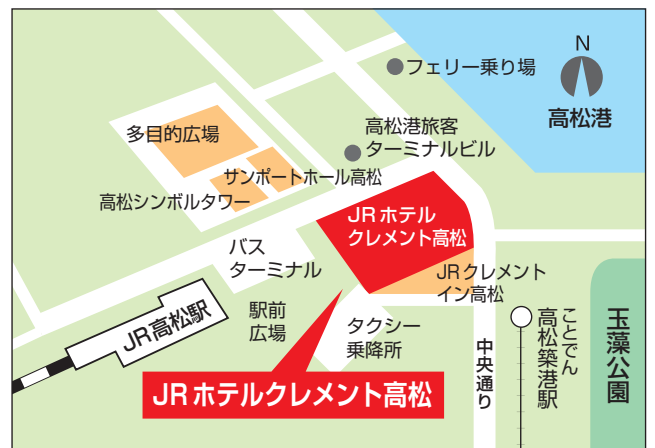 N
高松港
フェリー乗り場
高松港旅客
ターミナルビル
多目的広場
サンポートホール高松
高松シンボルタワー
JRホテル
クレメント高松
バス
ターミナル
JRクレメント
イン高松
JR高松駅
駅前
広場
タクシー
乗降所
中央通り
ことでん
高松築港駅
玉藻公園
JRホテルクレメント高松